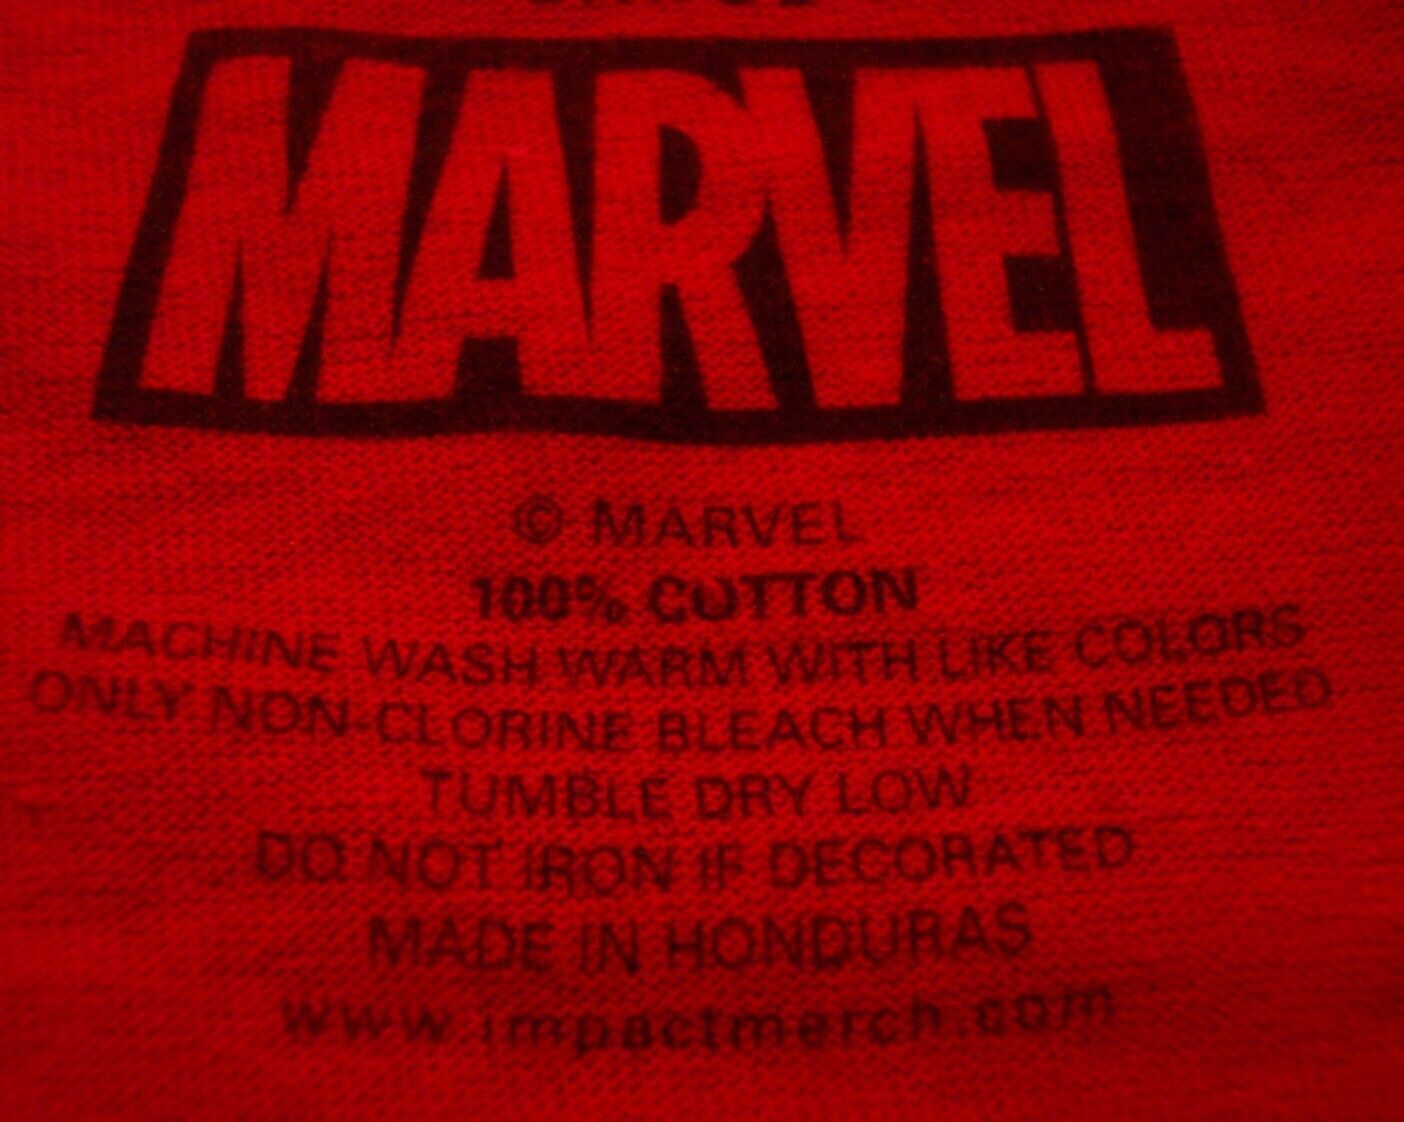 MARVEL
© MARVEL
100% COTTON
MACHINE WASH WARM WITH LIKE COLORS
ONLY NON-CLORINE BLEACH WHEN NEEDED
TUMBLE DRY LOW
DO NOT IRON IF DECORATED
MADE IN HONDURAS
www.impactmerch.com